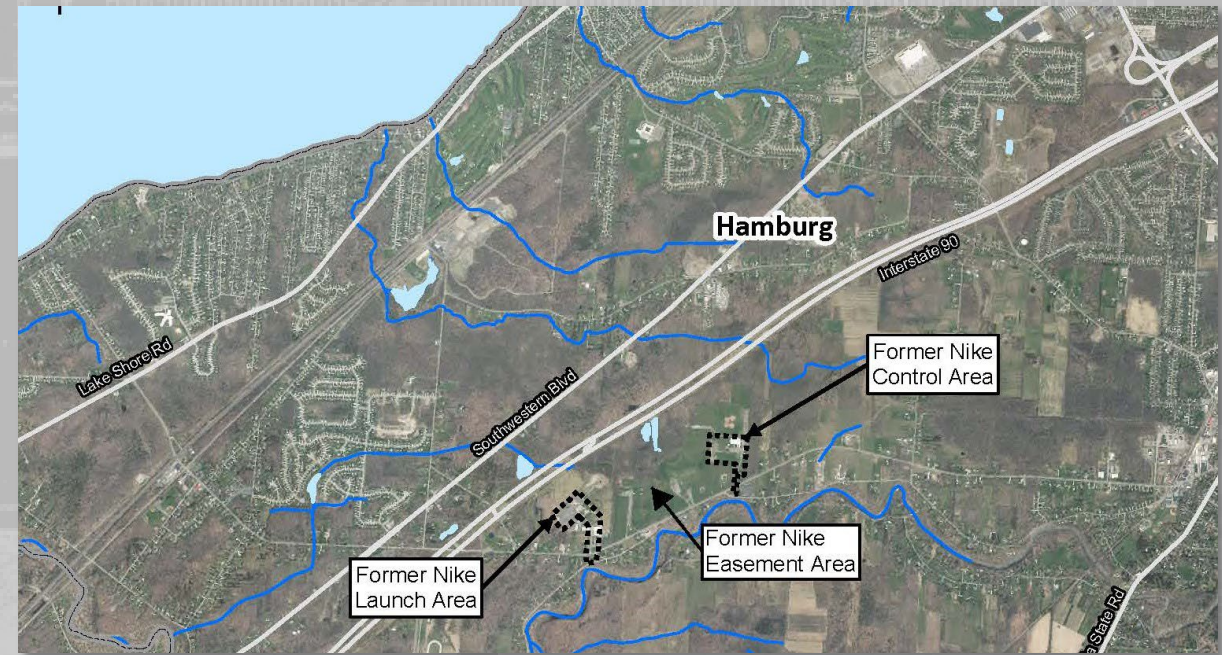 Hamburg
Interstate 90
Lake Shore Rd
Former Nike
Control Area
Southwestern Blvd
Former Nike
Easement Area
Former Nike
Launch Area
State Rd